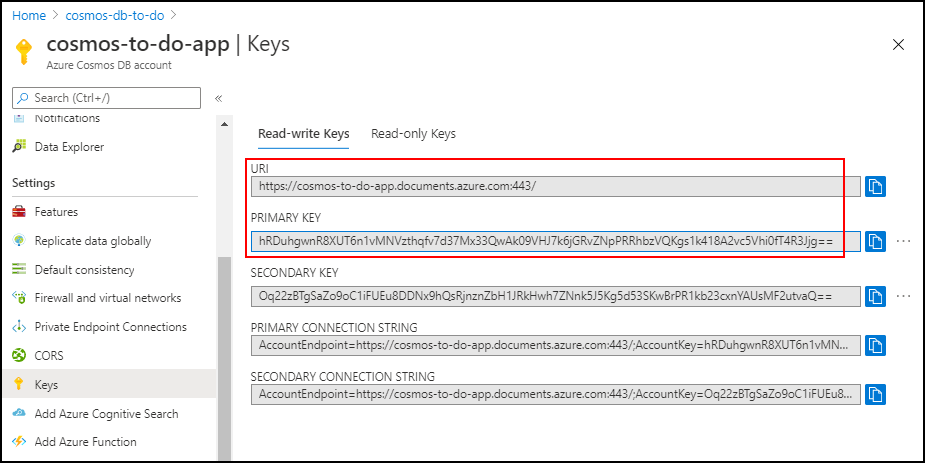 Home > cosmos-db-to-do >
cosmos-to-do-app | Keys
Azure Cosmos DB account
Search (Ctrl+/)
«
Notifications
Data Explorer
Settings
Features
Replicate data globally
Default consistency
Firewall and virtual networks
Private Endpoint Connections
CORS
Keys
Add Azure Cognitive Search
Add Azure Function
Read-write Keys Read-only Keys
URI
https://cosmos-to-do-app.documents.azure.com:443/
PRIMARY KEY
hRDuhgwnR8XUT6n1vMNVzthqfv7d37Mx33QwAk09VHJ7k6jGRvZNpPRRhbzVQKgs1k418A2vc5Vhi0fT4R3Jjg==
SECONDARY KEY
Oq22zBTgSaZo9oC1iFUEu8DDNx9hQsRjnznZbH1JRkHwh7ZNnk5J5Kg5d53SKwBrPR1kb23cxnYAUsMF2utvaQ==
PRIMARY CONNECTION STRING
AccountEndpoint=https://cosmos-to-do-app.documents.azure.com:443/;AccountKey=hRDuhgwnR8XUT6n1vMN...
SECONDARY CONNECTION STRING
AccountEndpoint=https://cosmos-to-do-app.documents.azure.com:443/;AccountKey=Oq22zBTgSaZo9oC1iFUEu8...